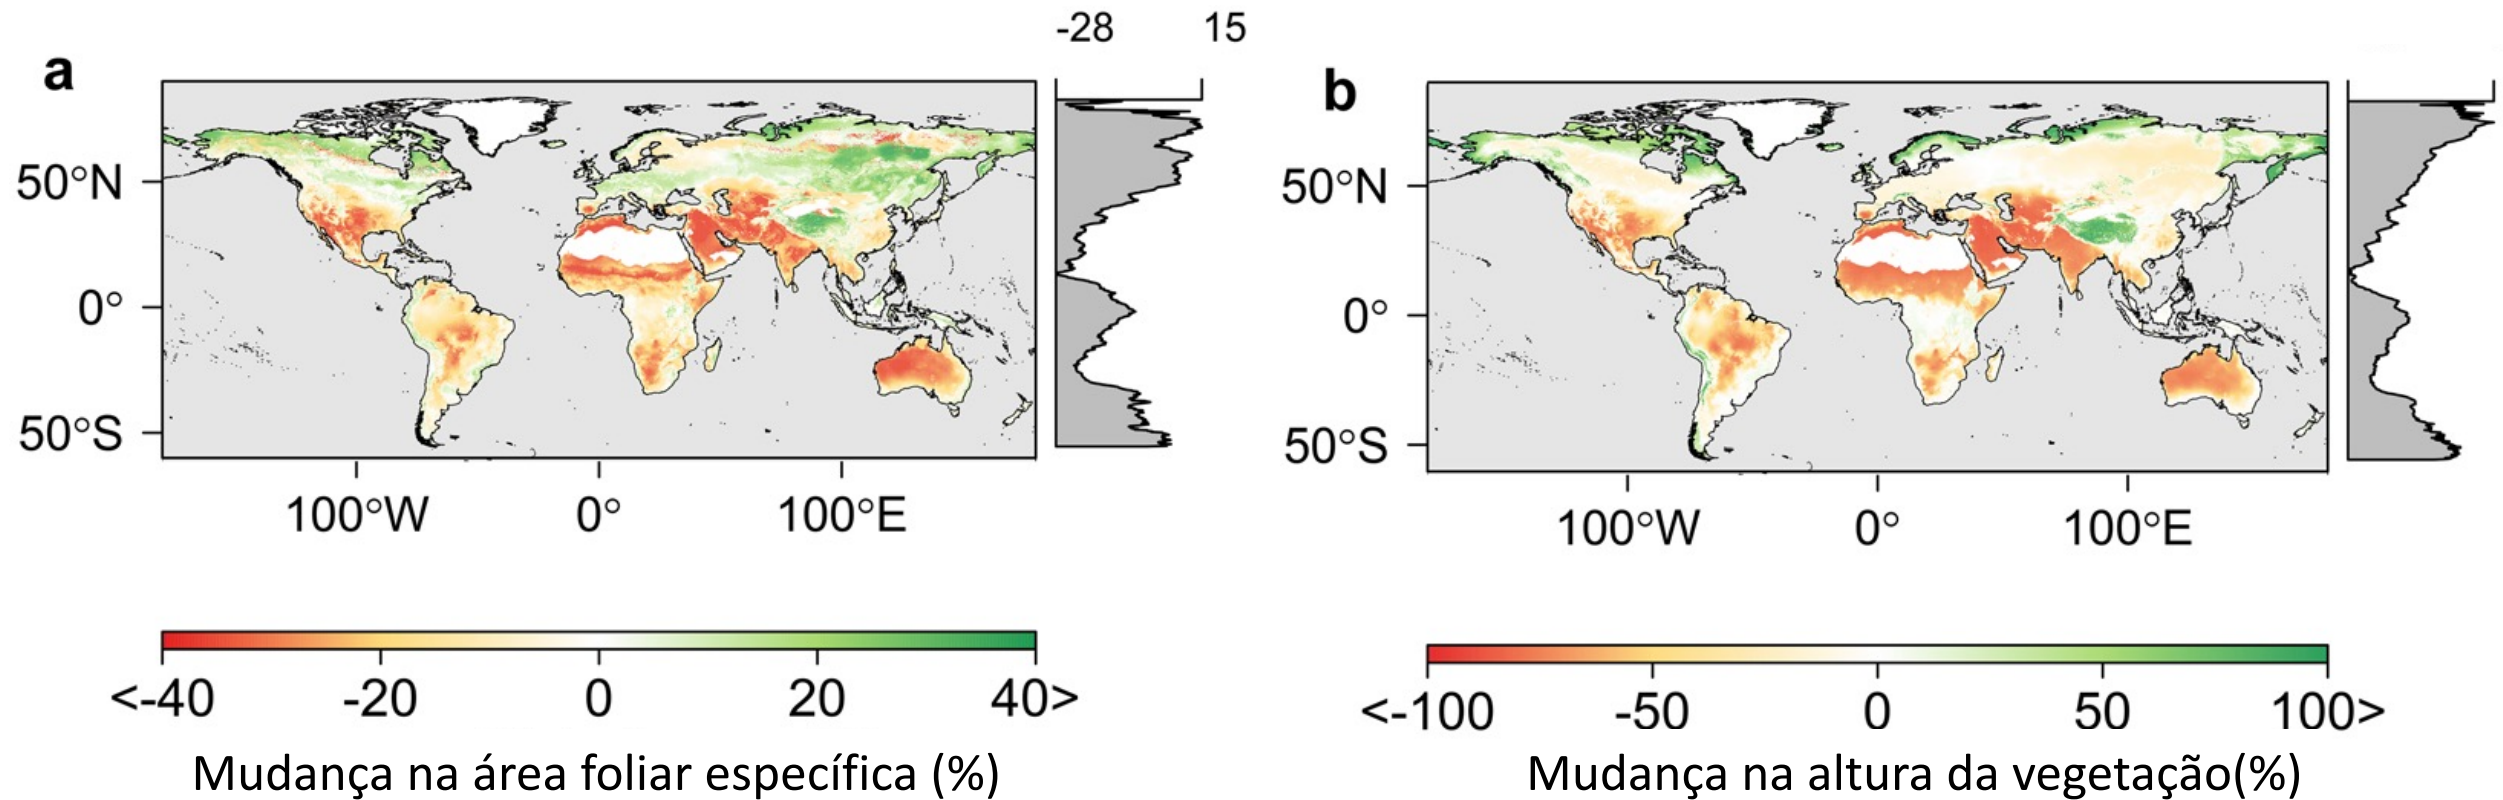 -28 15
a
50°N
0°
50°S
100°W 0° 100°E
<-40 -20 0 20 40>
Mudança na área foliar específica (%)
b
50°N
0°
50°S
100°W 0° 100°E
<-100 -50 0 50 100>
Mudança na altura da vegetação(%)